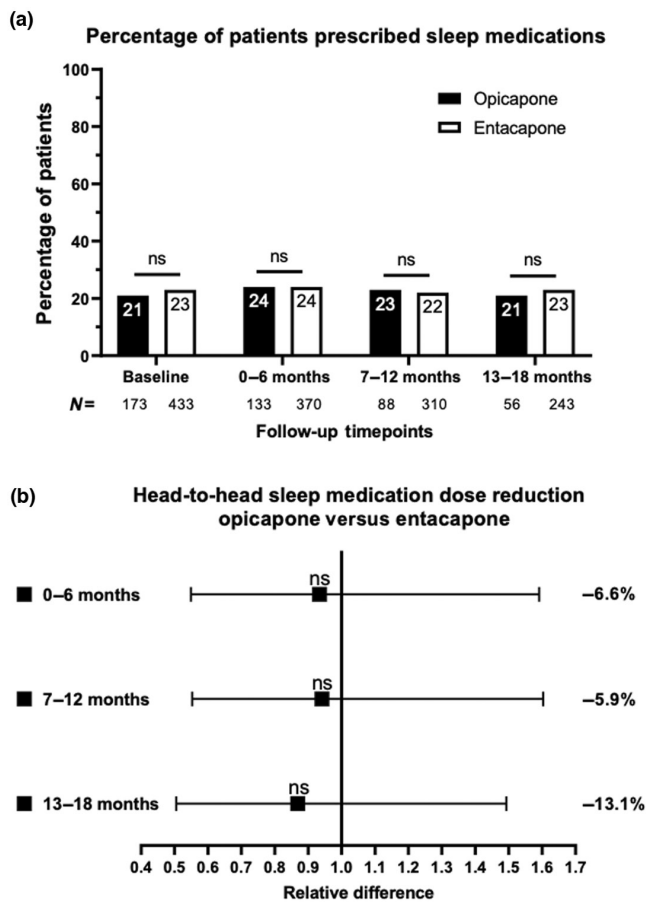 (a)
Percentage of patients prescribed sleep medications
Percentage of patients
100
80
60
40
20
0
Opicapone
Entacapone
ns
ns
ns
ns
21
23
24
24
23
22
21
23
Baseline
0–6 months
7–12 months
13–18 months
N=
173
433
133
370
88
310
56
243
Follow-up timepoints
(b)
Head-to-head sleep medication dose reduction
opicapone versus entacapone
0–6 months
ns
–6.6%
7–12 months
ns
–5.9%
13–18 months
ns
–13.1%
0.4
0.5
0.6
0.7
0.8
0.9
1.0
1.1
1.2
1.3
1.4
1.5
1.6
1.7
Relative difference